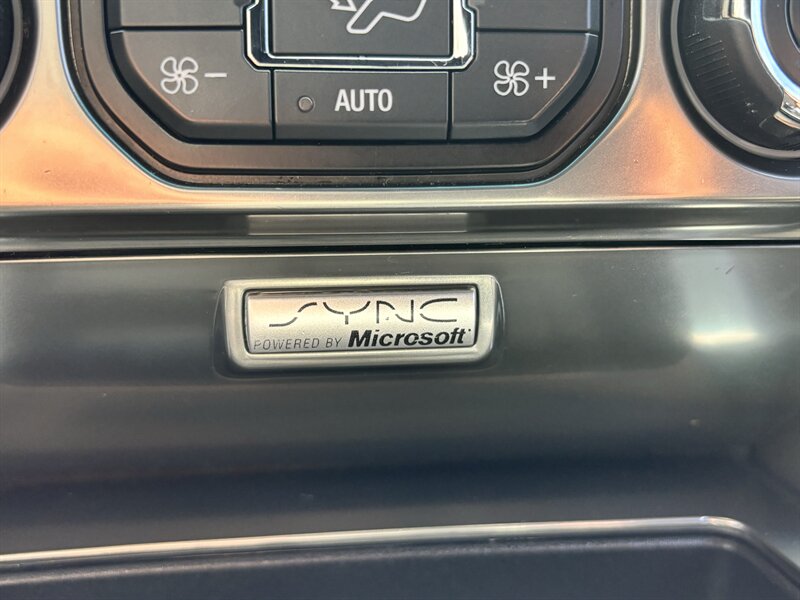 - AUTO +
SYNC
POWERED BY Microsoft